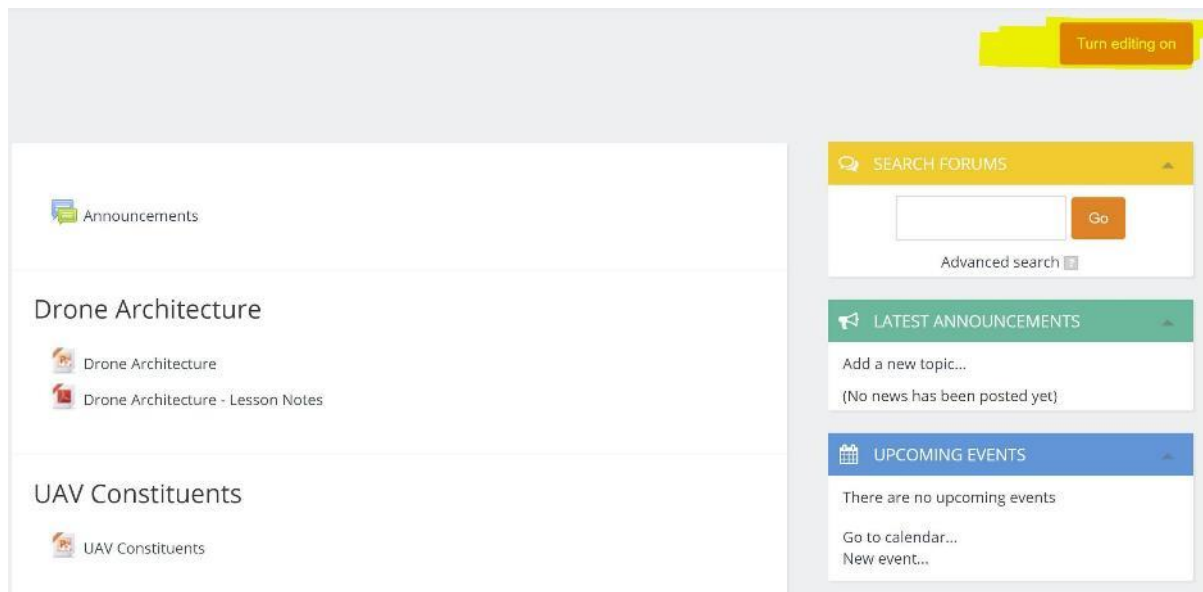 Turn editing on
Announcements
Drone Architecture
Drone Architecture
Drone Architecture - Lesson Notes
UAV Constituents
UAV Constituents
SEARCH FORUMS
Go
Advanced search ?
LATEST ANNOUNCEMENTS
Add a new topic...
(No news has been posted yet)
UPCOMING EVENTS
There are no upcoming events
Go to calendar...
New event...